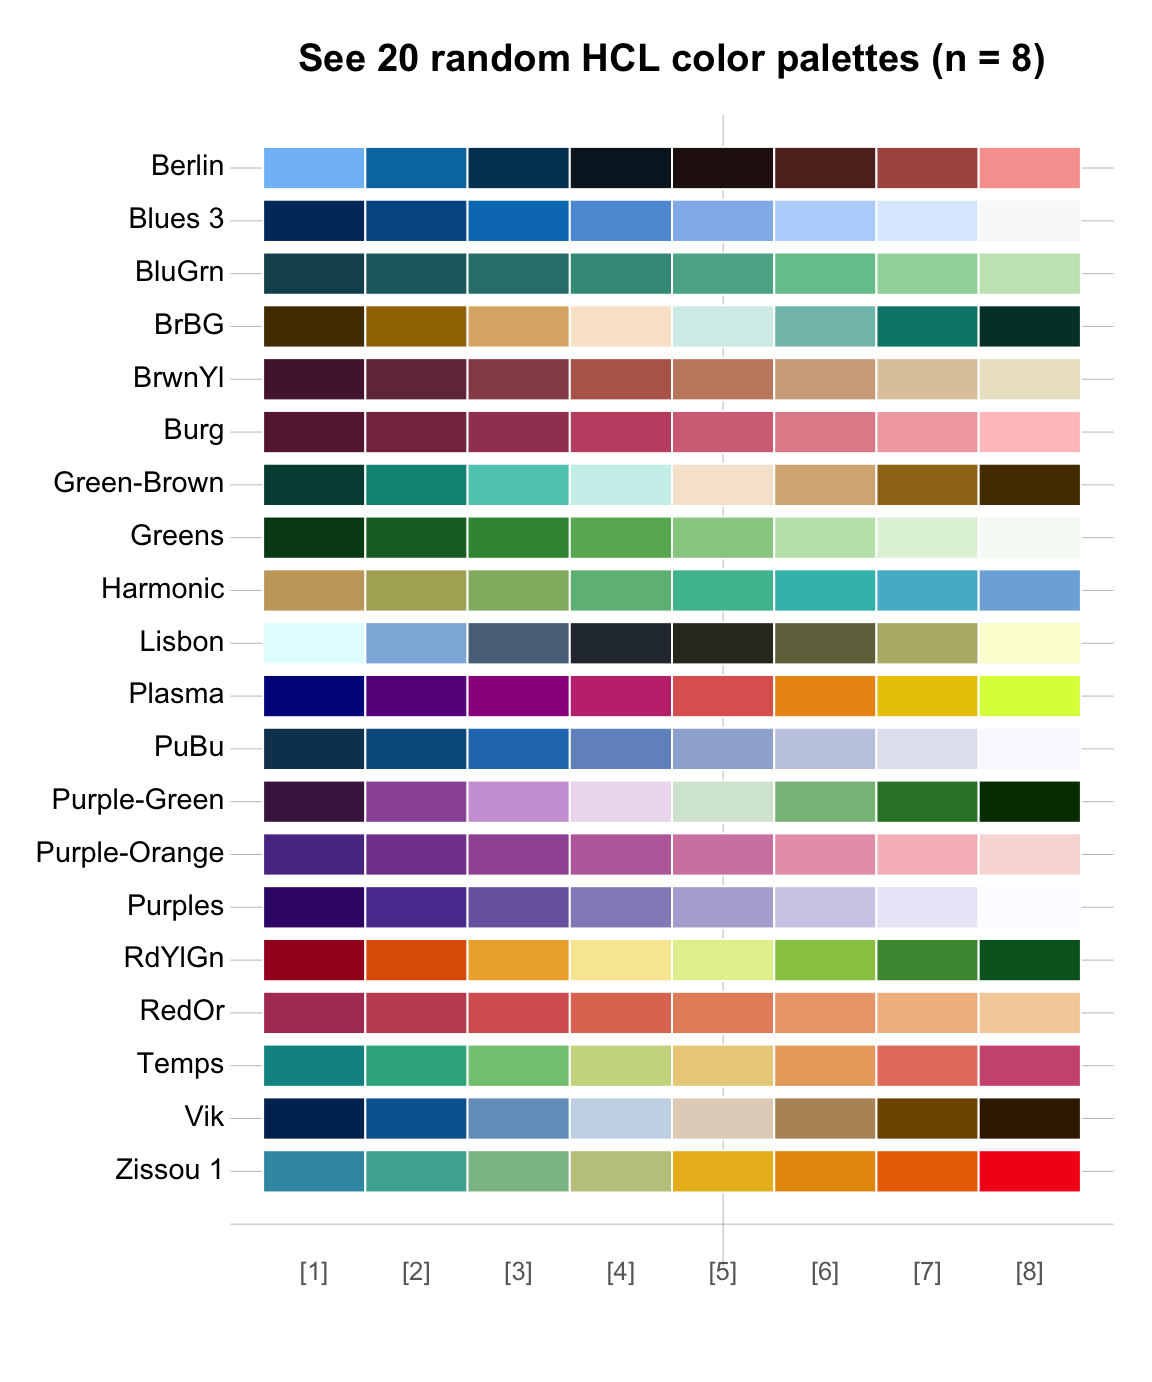 See 20 random HCL color palettes (n = 8)
Berlin
Blues 3
BluGrn
BrBG
BrwnYl
Burg
Green-Brown
Greens
Harmonic
Lisbon
Plasma
PuBu
Purple-Green
Purple-Orange
Purples
RdYlGn
RedOr
Temps
Vik
Zissou 1
[1] [2] [3] [4] [5] [6] [7] [8]